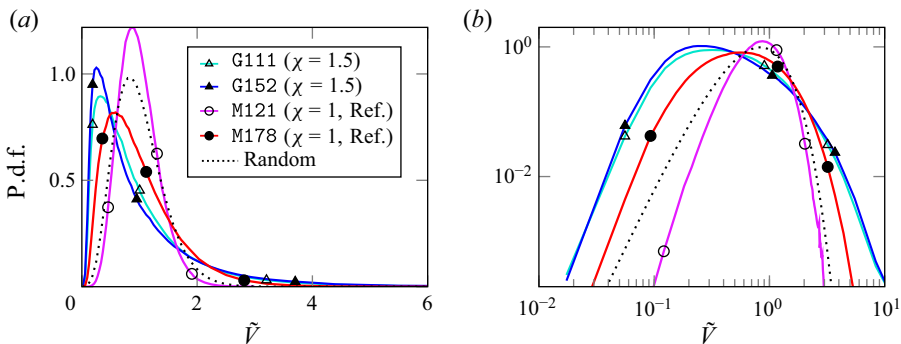 (a)
P.d.f.
1.0
0.5
0
0
2
4
6
Ṽ
G111 (χ = 1.5)
G152 (χ = 1.5)
M121 (χ = 1, Ref.)
M178 (χ = 1, Ref.)
Random
(b)
10⁰
10⁻²
10⁻²
10⁻¹
10⁰
10¹
Ṽ